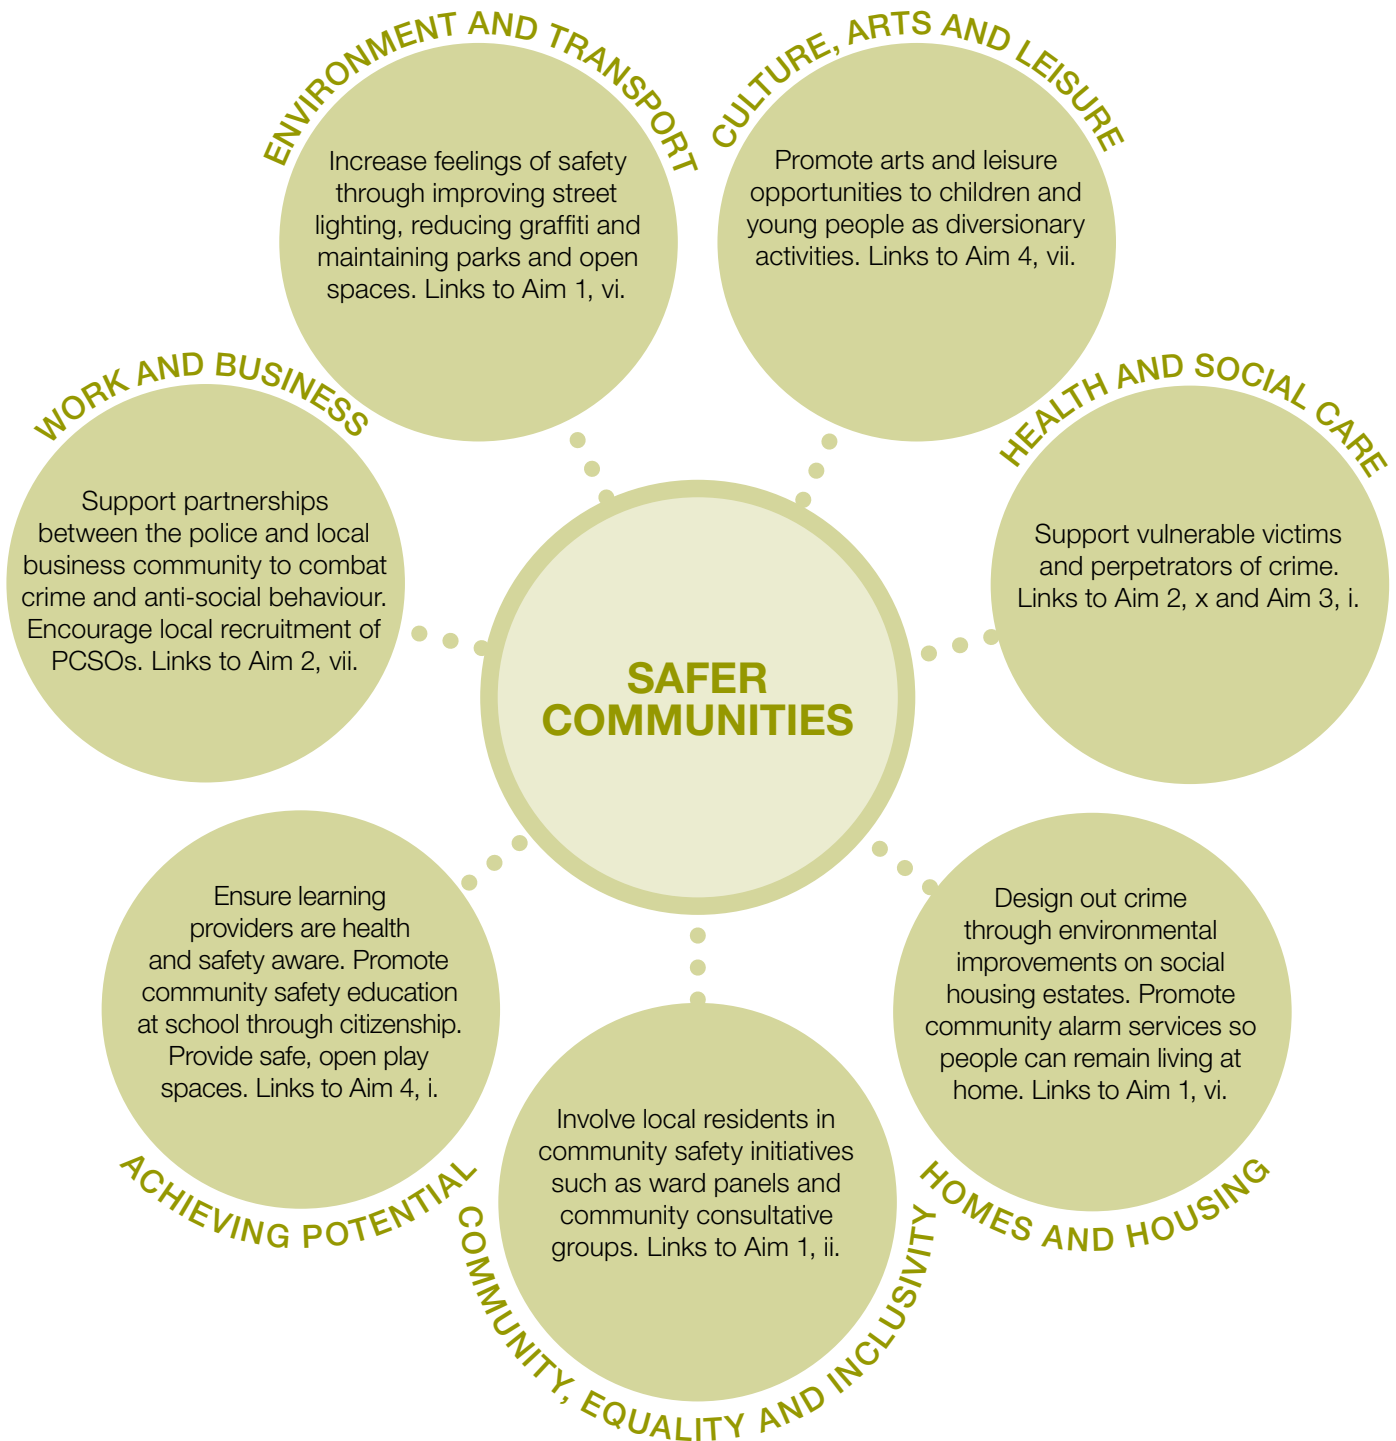 ENVIRONMENT AND TRANSPORT
Increase feelings of safety
through improving street
lighting, reducing graffiti and
maintaining parks and open
spaces. Links to Aim 1, vi.
CULTURE, ARTS AND LEISURE
Promote arts and leisure
opportunities to children and
young people as diversionary
activities. Links to Aim 4, vii.
WORK AND BUSINESS
Support partnerships
between the police and local
business community to combat
crime and anti-social behaviour.
Encourage local recruitment of
PCSOs. Links to Aim 2, vii.
HEALTH AND SOCIAL CARE
Support vulnerable victims
and perpetrators of crime.
Links to Aim 2, x and Aim 3, i.
SAFER
COMMUNITIES
Ensure learning
providers are health
and safety aware. Promote
community safety education
at school through citizenship.
Provide safe, open play
spaces. Links to Aim 4, i.
ACHIEVING POTENTIAL
Involve local residents in
community safety initiatives
such as ward panels and
community consultative
groups. Links to Aim 1, ii.
COMMUNITY, EQUALITY AND INCLUSIVITY
Design out crime
through environmental
improvements on social
housing estates. Promote
community alarm services so
people can remain living at
home. Links to Aim 1, vi.
HOMES AND HOUSING